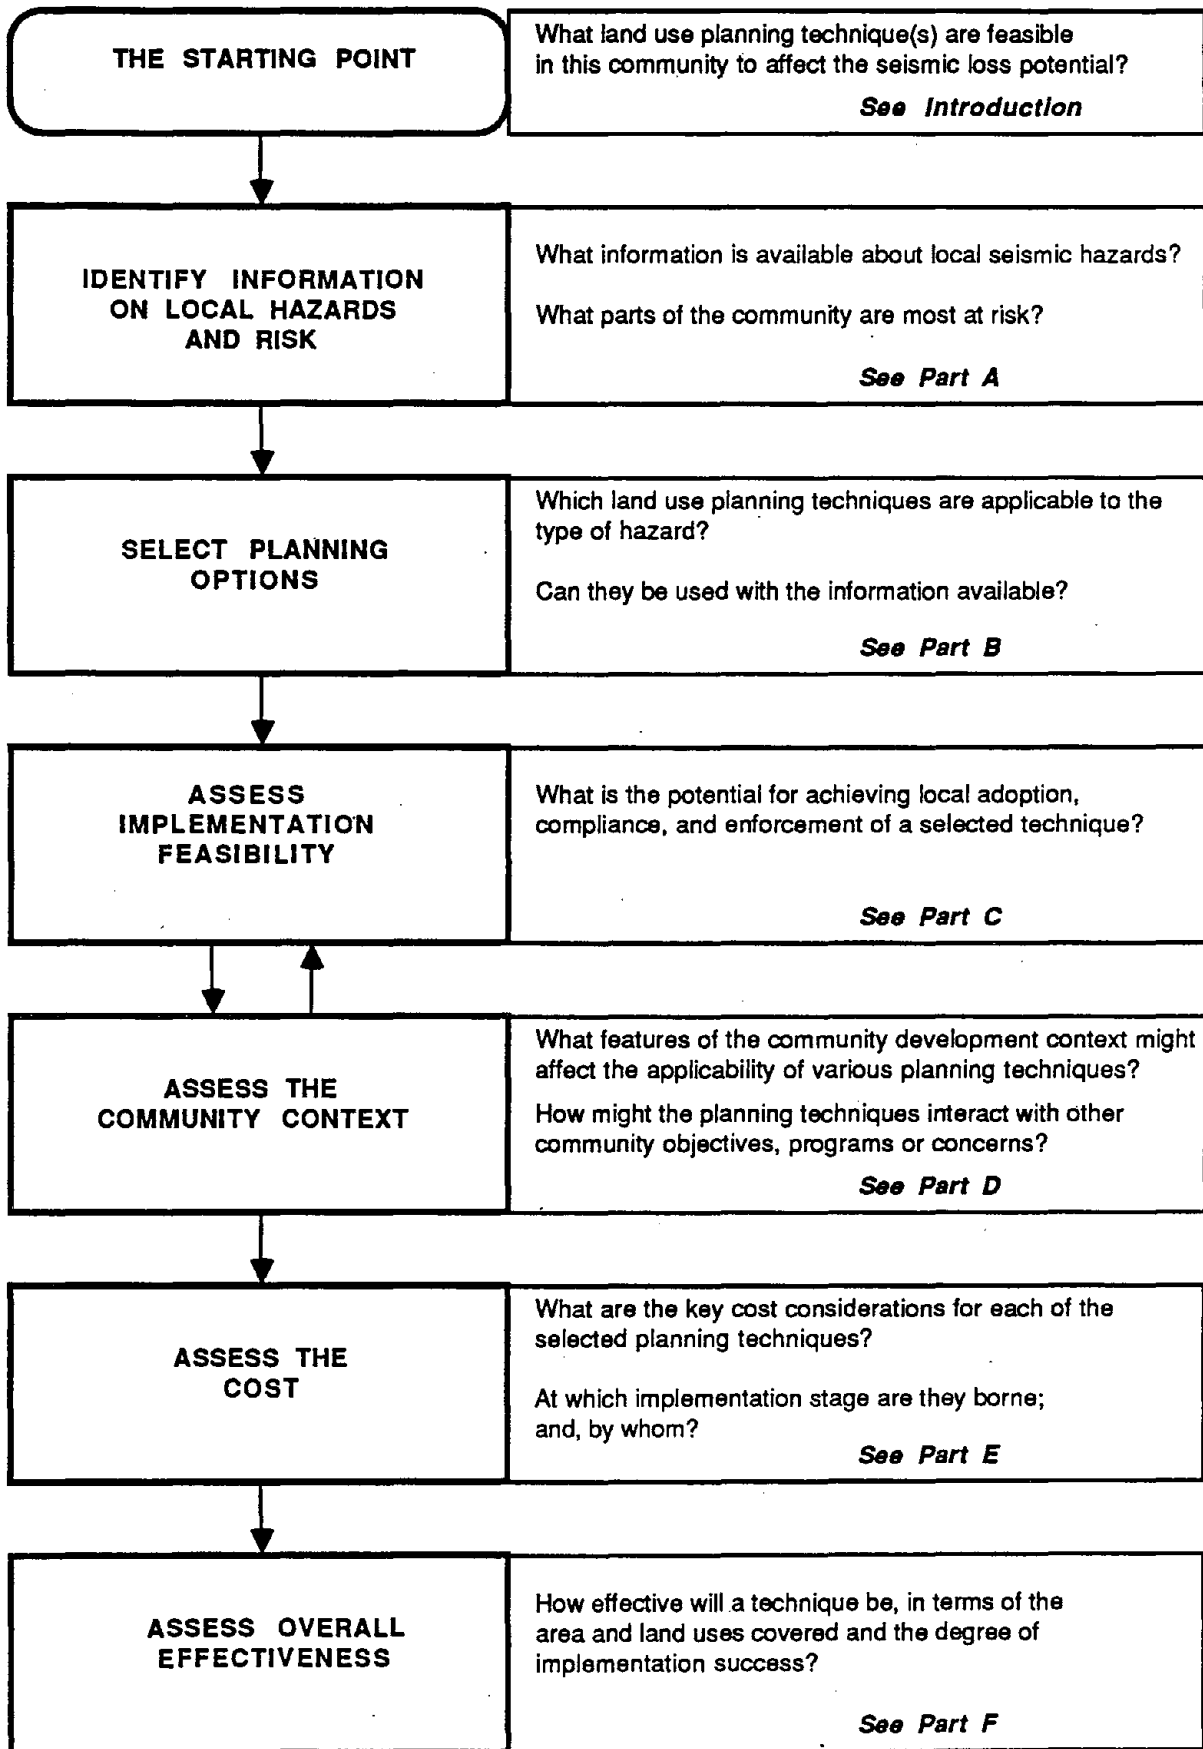 THE STARTING POINT
What land use planning technique(s) are feasible
in this community to affect the seismic loss potential?
See Introduction
IDENTIFY INFORMATION
ON LOCAL HAZARDS
AND RISK
What information is available about local seismic hazards?
What parts of the community are most at risk?
See Part A
SELECT PLANNING
OPTIONS
Which land use planning techniques are applicable to the
type of hazard?
Can they be used with the information available?
See Part B
ASSESS
IMPLEMENTATION
FEASIBILITY
What is the potential for achieving local adoption,
compliance, and enforcement of a selected technique?
See Part C
ASSESS THE
COMMUNITY CONTEXT
What features of the community development context might
affect the applicability of various planning techniques?
How might the planning techniques interact with other
community objectives, programs or concerns?
See Part D
ASSESS THE
COST
What are the key cost considerations for each of the
selected planning techniques?
At which implementation stage are they borne;
and, by whom?
See Part E
ASSESS OVERALL
EFFECTIVENESS
How effective will a technique be, in terms of the
area and land uses covered and the degree of
implementation success?
See Part F